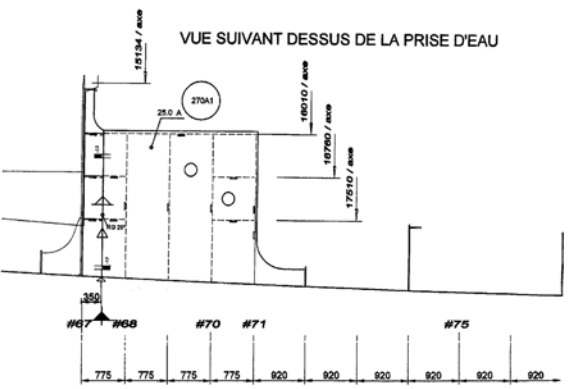 VUE SUIVANT DESSUS DE LA PRISE D'EAU
15134 / axe
270A1
25.0 A
16010 / axe
16760 / axe
17510 / axe
350
#67 #68 #70 #71 #75
775 775 775 775 920 920 920 920 920 920 920